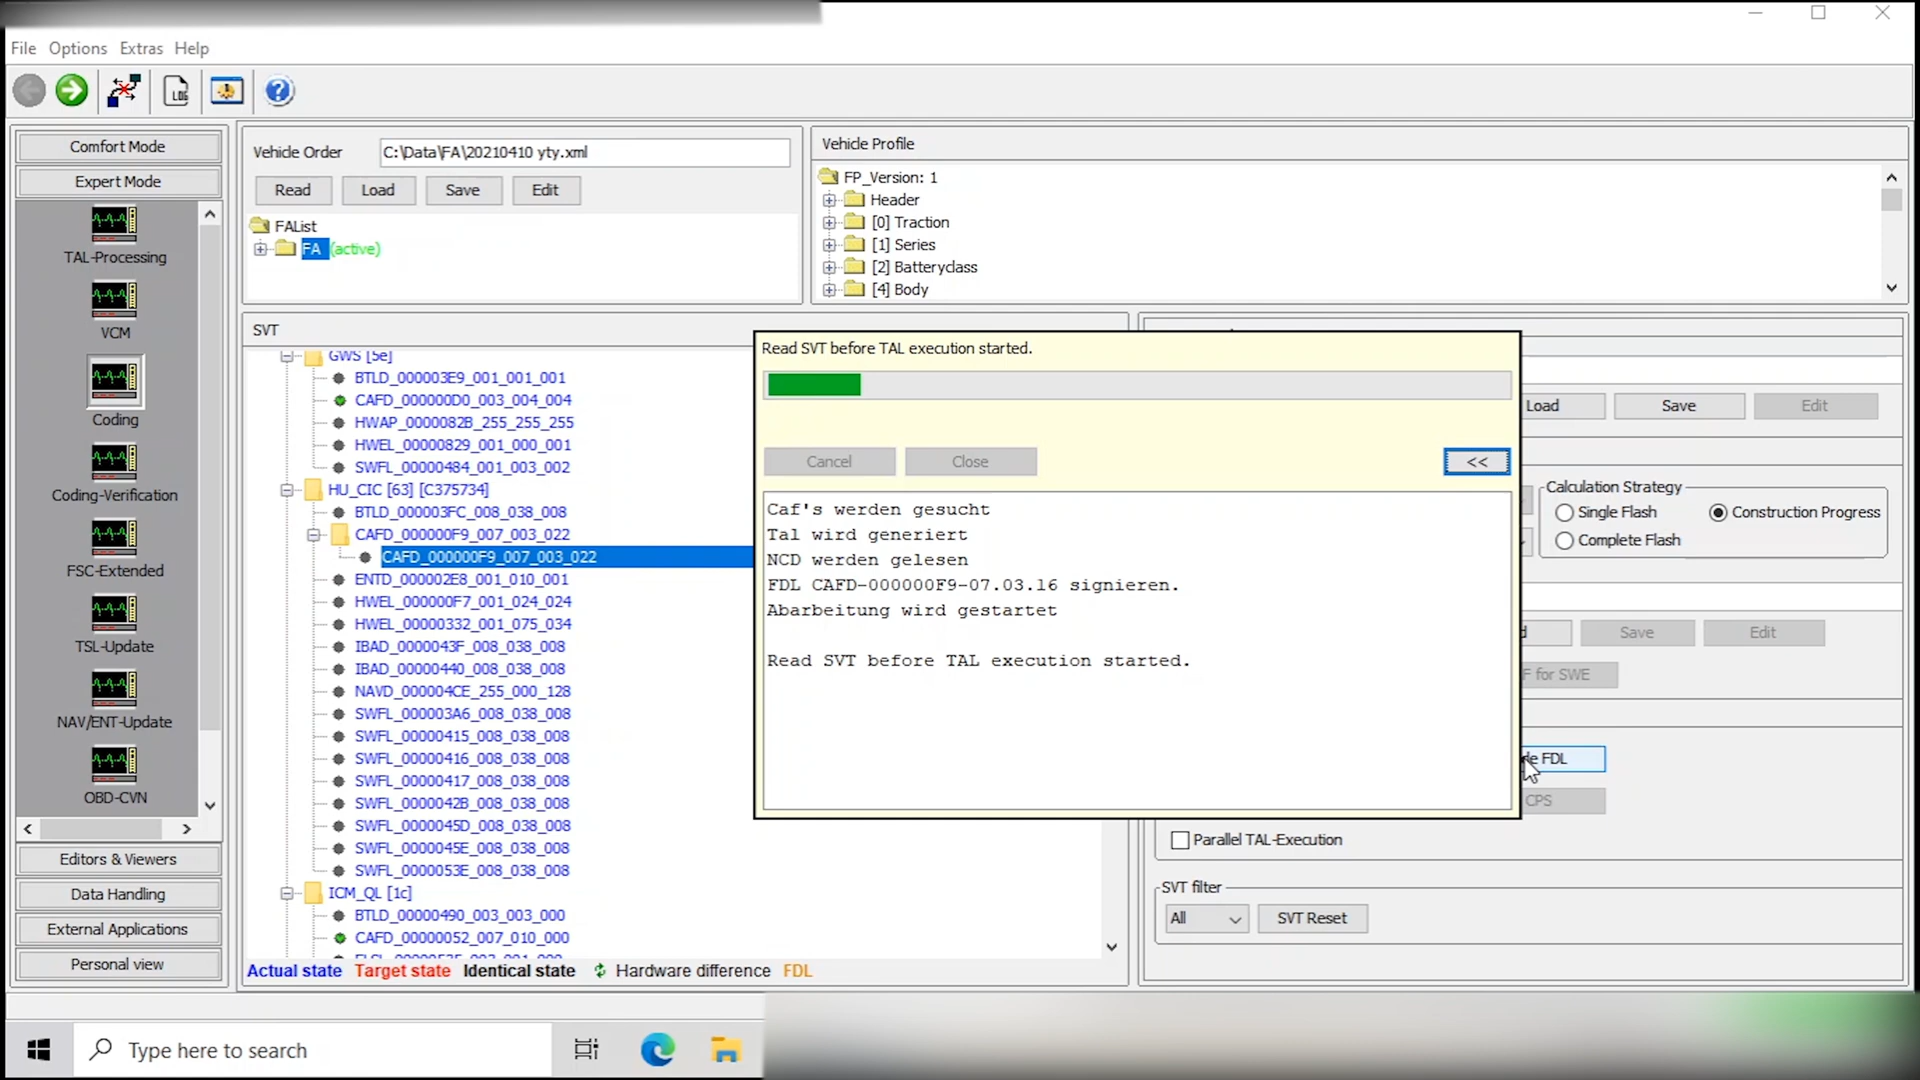 File Options Extras Help
Comfort Mode
Expert Mode
TAL-Processing
VCM
Coding
Coding-Verification
FSC-Extended
TSL-Update
NAV/ENT-Update
OBD-CVN
Editors & Viewers
Data Handling
External Applications
Personal view
Vehicle Order C:\Data\FA\20210410 yty.xml
Read Load Save Edit
FAList
FA (active)
Vehicle Profile
FP_Version: 1
Header
[0] Traction
[1] Series
[2] Batteryclass
[4] Body
SVT
GWS [5e]
BTLD_000003E9_001_001_001
CAFD_000000D0_003_004_004
HWAP_0000082B_255_255_255
HWEL_00000829_001_000_001
SWFL_00000484_001_003_002
HU_CIC [63] [C375734]
BTLD_000003FC_008_038_008
CAFD_000000F9_007_003_022
CAFD_000000F9_007_003_022
ENTD_000002E8_001_010_001
HWEL_000000F7_001_024_024
HWEL_00000332_001_075_034
IBAD_0000043F_008_038_008
IBAD_00000440_008_038_008
NAVD_000004CE_255_000_128
SWFL_000003A6_008_038_008
SWFL_00000415_008_038_008
SWFL_00000416_008_038_008
SWFL_00000417_008_038_008
SWFL_0000042B_008_038_008
SWFL_0000045D_008_038_008
SWFL_0000045E_008_038_008
SWFL_0000053E_008_038_008
ICM_QL [1c]
BTLD_00000490_003_003_000
CAFD_00000052_007_010_000
Actual state Target state Identical state Hardware difference FDL
Read SVT before TAL execution started.
Cancel Close <<
Caf's werden gesucht
Tal wird generiert
NCD werden gelesen
FDL CAFD-000000F9-07.03.16 signieren.
Abarbeitung wird gestartet
Read SVT before TAL execution started.
Load Save Edit
Calculation Strategy
Single Flash Construction Progress
Complete Flash
Save Edit
for SWE
FDL
CPS
Parallel TAL-Execution
SVT filter
All SVT Reset
Type here to search